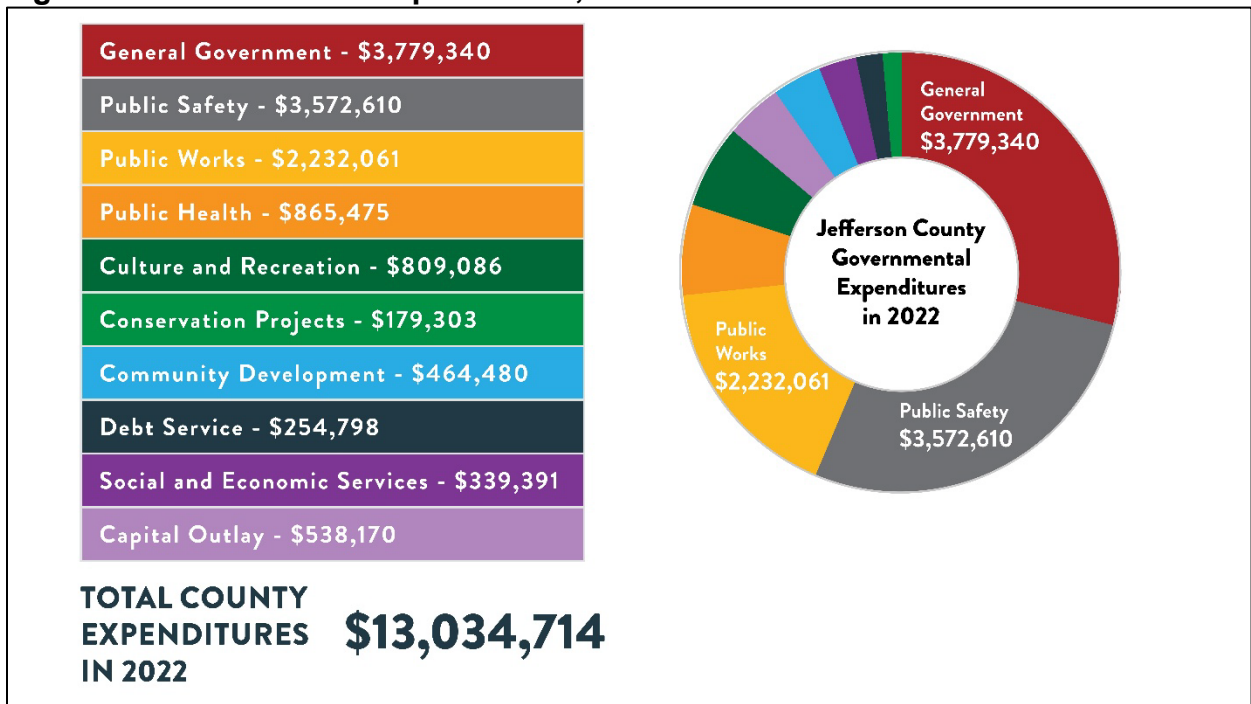 General Government - $3,779,340
Public Safety - $3,572,610
Public Works - $2,232,061
Public Health - $865,475
Culture and Recreation - $809,086
Conservation Projects - $179,303
Community Development - $464,480
Debt Service - $254,798
Social and Economic Services - $339,391
Capital Outlay - $538,170
TOTAL COUNTY
EXPENDITURES
IN 2022
$13,034,714
General
Government
$3,779,340
Jefferson County
Governmental
Expenditures
in 2022
Public
Works
$2,232,061
Public Safety
$3,572,610